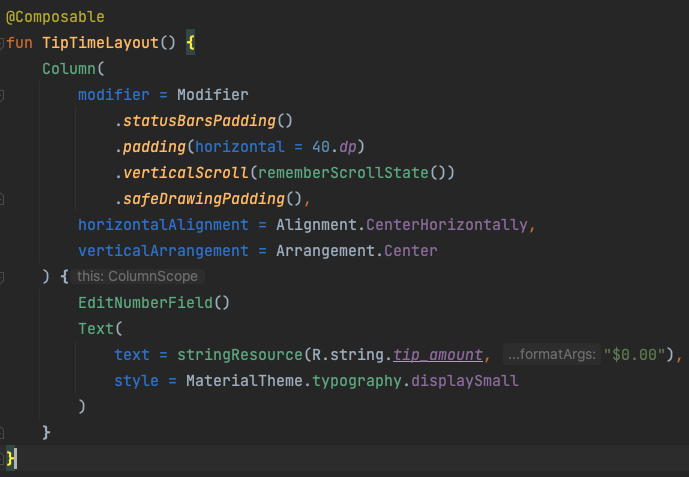 @Composable
fun TipTimeLayout() {
    Column(
        modifier = Modifier
            .statusBarsPadding()
            .padding(horizontal = 40.dp)
            .verticalScroll(rememberScrollState())
            .safeDrawingPadding(),
        horizontalAlignment = Alignment.CenterHorizontally,
        verticalArrangement = Arrangement.Center
    ) { this: ColumnScope
        EditNumberField()
        Text(
            text = stringResource(R.string.tip_amount, ...formatArgs: "$0.00"),
            style = MaterialTheme.typography.displaySmall
        )
    }
}